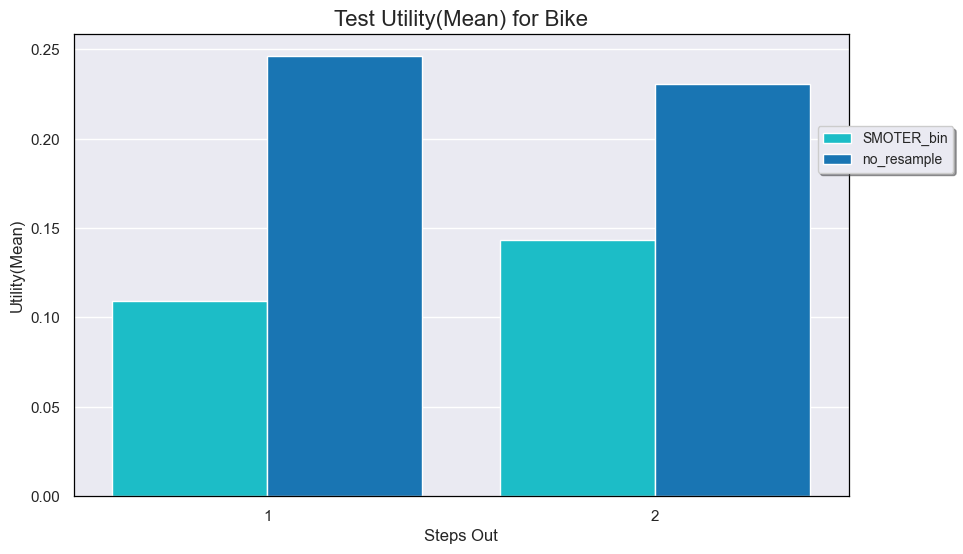 Test Utility(Mean) for Bike
0.25
0.20
0.15
0.10
0.05
0.00
Utility(Mean)
1
2
Steps Out
SMOTER_bin
no_resample